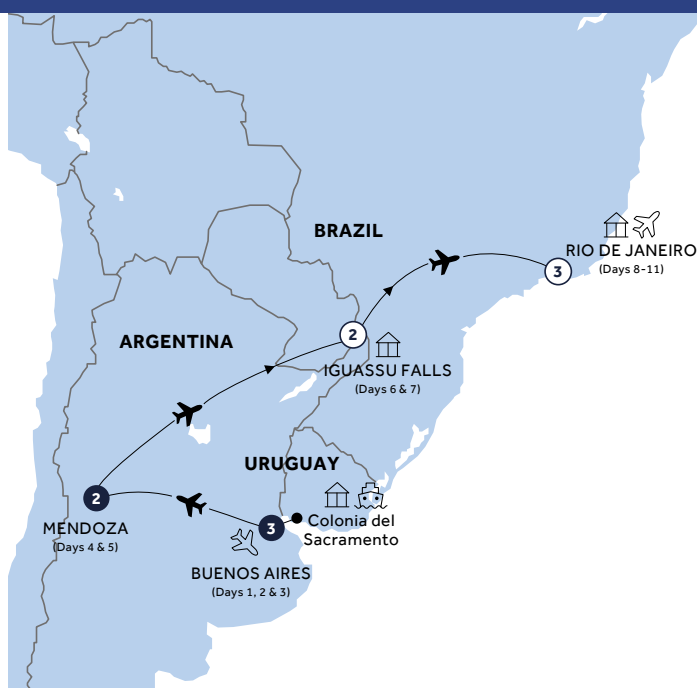 BRAZIL
RIO DE JANEIRO
(Days 8-11)
3
ARGENTINA
2
IGUASSU FALLS
(Days 6 & 7)
URUGUAY
2
MENDOZA
(Days 4 & 5)
3
Colonia del
Sacramento
BUENOS AIRES
(Days 1, 2 & 3)